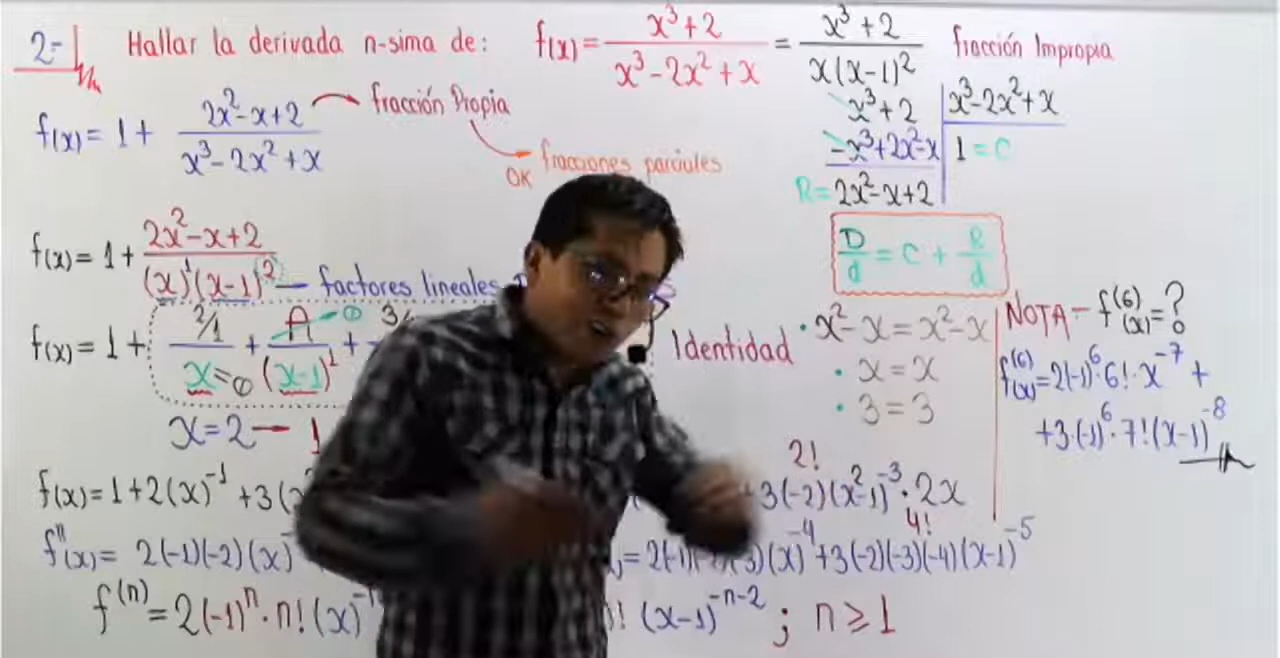 2.- Hallar la derivada n-sima de: f(x) = (x³+2)/(x³-2x²+x) = (x³+2)/(x(x-1)²) fracción Impropia
f(x) = 1 + (2x²-x+2)/(x³-2x²+x) → fracción Propia
OK fracciones parciales
x³+2 | x³-2x²+x
-x³+2x²-x | 1 = C
R = 2x²-x+2
D/d = C + R/d
f(x) = 1 + (2x²-x+2)/((x)¹(x-1)²) — factores lineales
f(x) = 1 + 2/1 / x=0 + A 0 / (x-1)¹ + 3/
x = 2 — 1
Identidad
• x²-x = x²-x
• x = x
• 3 = 3
NOTA - f⁽⁶⁾(x) = ?
f⁽⁶⁾(x) = 2(-1)⁶·6!·x⁻⁷ +
+3·(-1)⁶·7!(x-1)⁻⁸
f(x) = 1+2(x)⁻¹ +3(x
2!
+3(-2)(x²-1)⁻³·2x
f''(x) = 2(-1)(-2)(x)
4!
= 2(-1)(-2)(-3)(x)⁻⁴+3(-2)(-3)(-4)(x-1)⁻⁵
f⁽ⁿ⁾ = 2(-1)ⁿ·n!(x)
! (x-1)⁻ⁿ⁻² ; n ≥ 1